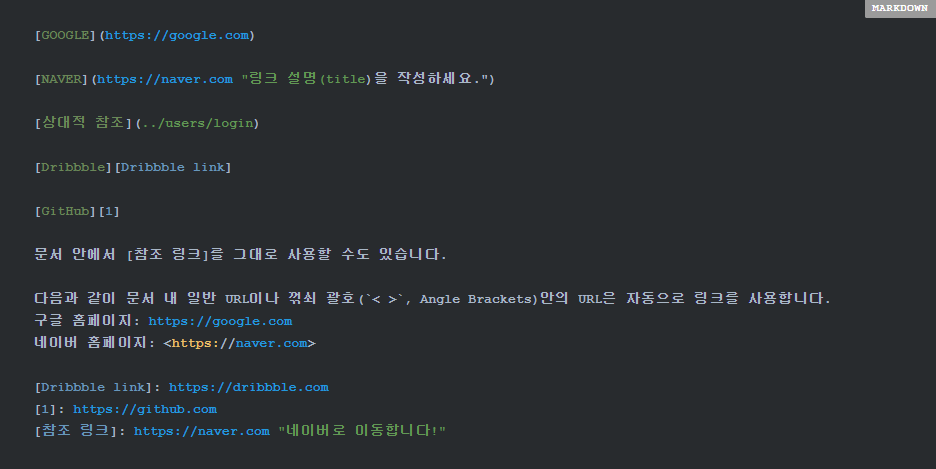 MARKDOWN
[GOOGLE](https://google.com)
[NAVER](https://naver.com "링크 설명(title)을 작성하세요.")
[상대적 참조](../users/login)
[Dribbble][Dribbble link]
[GitHub][1]
문서 안에서 [참조 링크]를 그대로 사용할 수도 있습니다.
다음과 같이 문서 내 일반 URL이나 꺾쇠 괄호(`< >`, Angle Brackets)안의 URL은 자동으로 링크를 사용합니다.
구글 홈페이지: https://google.com
네이버 홈페이지: <https://naver.com>
[Dribbble link]: https://dribbble.com
[1]: https://github.com
[참조 링크]: https://naver.com "네이버로 이동합니다!"